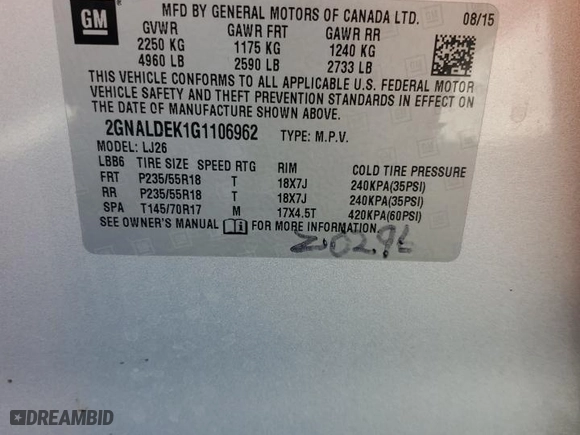 GM
MFD BY GENERAL MOTORS OF CANADA LTD. 08/15
GVWR GAWR FRT GAWR RR
2250 KG 1175 KG 1240 KG
4960 LB 2590 LB 2733 LB
THIS VEHICLE CONFORMS TO ALL APPLICABLE U.S. FEDERAL MOTOR
VEHICLE SAFETY AND THEFT PREVENTION STANDARDS IN EFFECT ON
THE DATE OF MANUFACTURE SHOWN ABOVE.
2GNALDEK1G1106962 TYPE: M.P.V.
MODEL: LJ26
LBB6 TIRE SIZE SPEED RTG RIM COLD TIRE PRESSURE
FRT P235/55R18 T 18X7J 240KPA(35PSI)
RR P235/55R18 T 18X7J 240KPA(35PSI)
SPA T145/70R17 M 17X4.5T 420KPA(60PSI)
SEE OWNER'S MANUAL FOR MORE INFORMATION
20296
DREAMBID